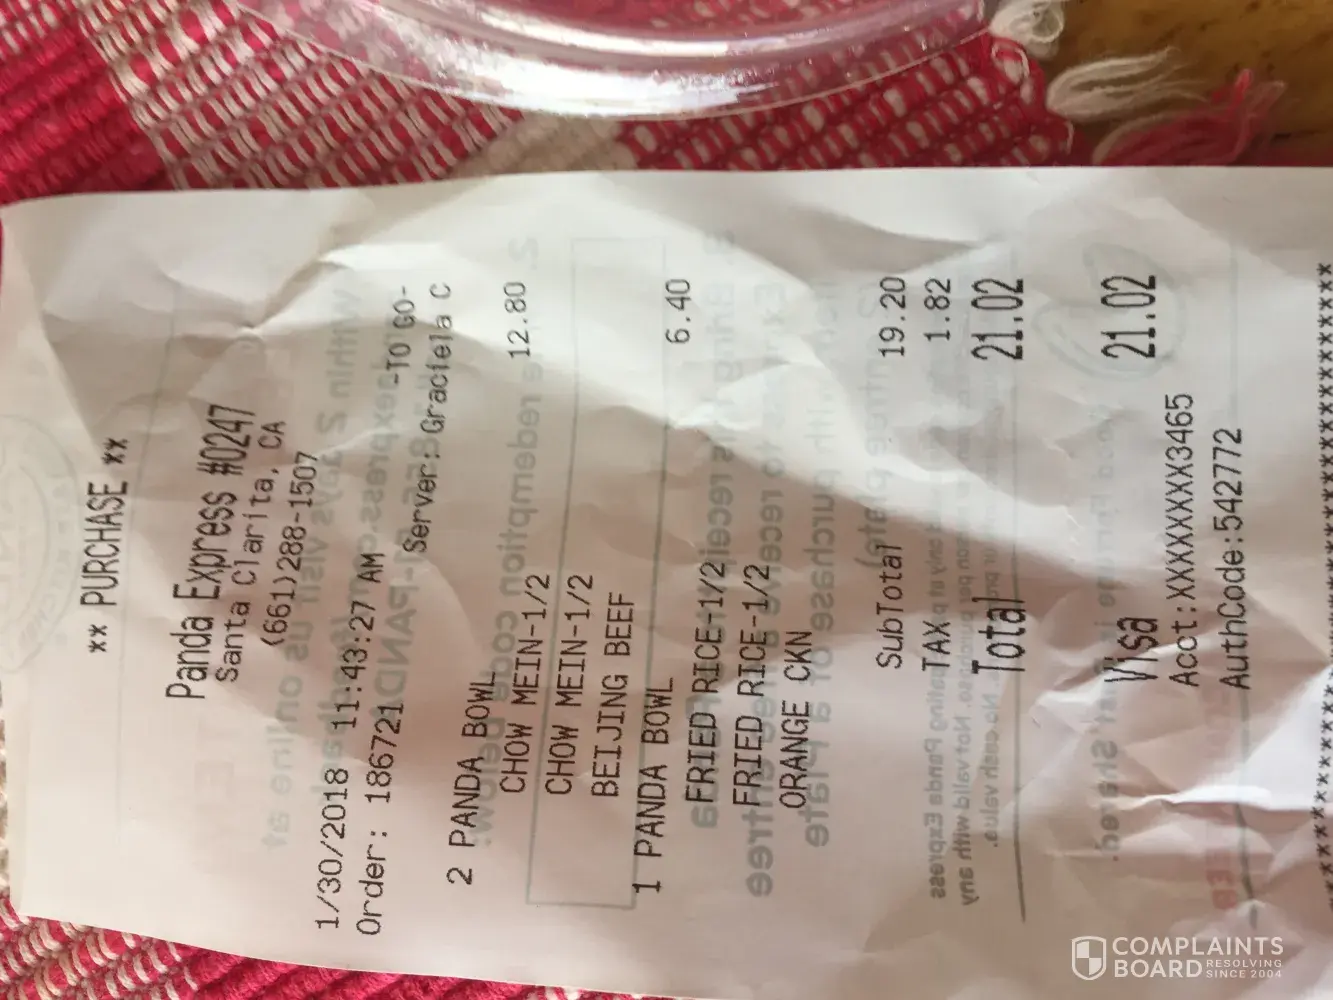 ** PURCHASE **
Panda Express #0247
Santa Clarita, CA
(661)288-1507
1/30/2018 11:43:27 AM
Order: 186721 -TO GO-
Server: Graciela C
2 PANDA BOWL 12.80
CHOW MEIN-1/2
CHOW MEIN-1/2
BEIJING BEEF
1 PANDA BOWL 6.40
FRIED RICE-1/2
FRIED RICE-1/2
ORANGE CKN
SubTotal 19.20
TAX 1.82
Total 21.02
Visa 21.02
Acct:XXXXXXXX3465
AuthCode:542772
COMPLAINTS
BOARD RESOLVING
SINCE 2004